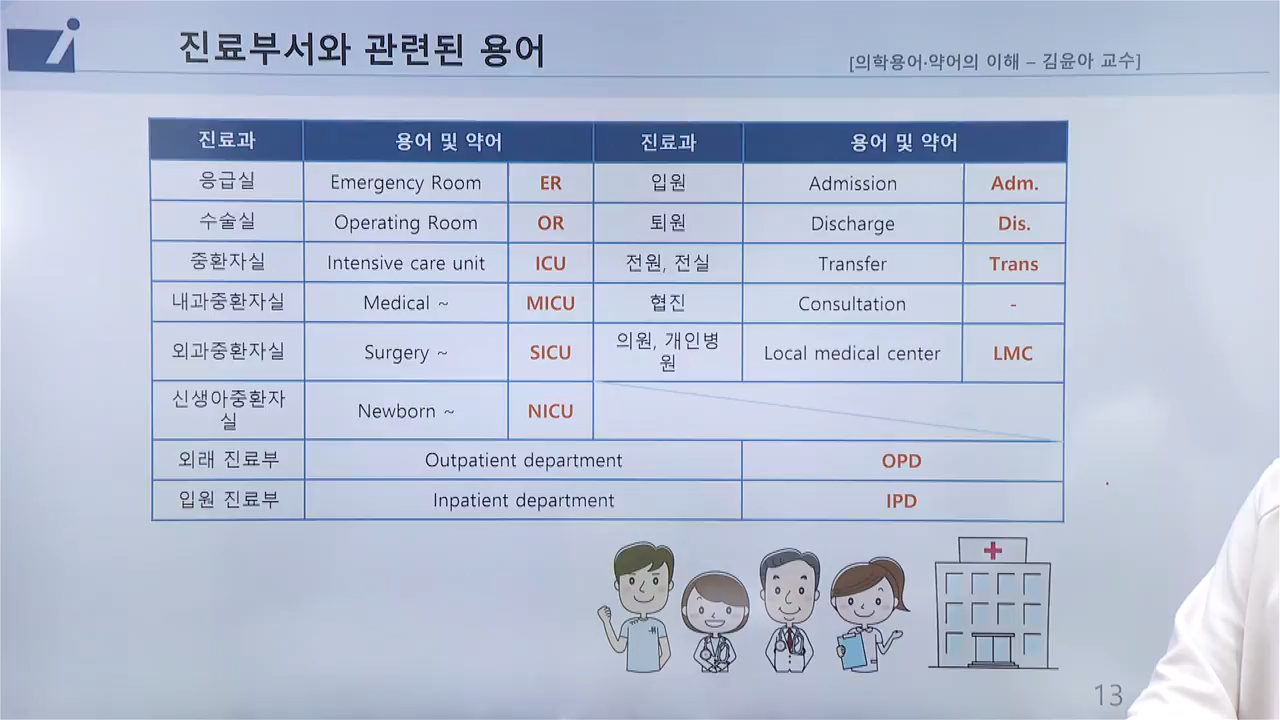 진료부서와 관련된 용어
[의학용어·약어의 이해 – 김윤아 교수]
진료과 용어 및 약어 진료과 용어 및 약어
응급실 Emergency Room ER 입원 Admission Adm.
수술실 Operating Room OR 퇴원 Discharge Dis.
중환자실 Intensive care unit ICU 전원, 전실 Transfer Trans
내과중환자실 Medical ~ MICU 협진 Consultation -
외과중환자실 Surgery ~ SICU 의원, 개인병
원 Local medical center LMC
신생아중환자
실 Newborn ~ NICU
외래 진료부 Outpatient department OPD
입원 진료부 Inpatient department IPD
13